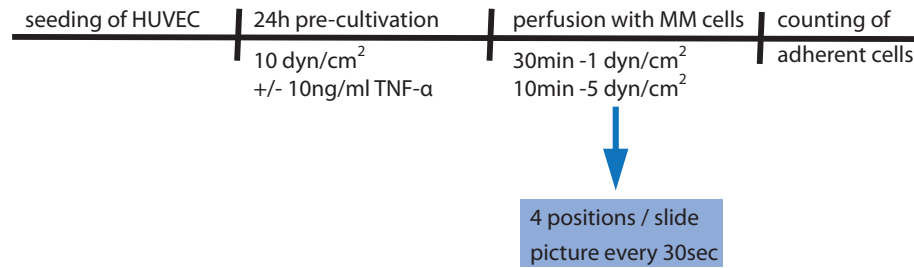 seeding of HUVEC
24h pre-cultivation
10 dyn/cm²
+/- 10ng/ml TNF-α
perfusion with MM cells
30min -1 dyn/cm²
10min -5 dyn/cm²
counting of
adherent cells
4 positions / slide
picture every 30sec